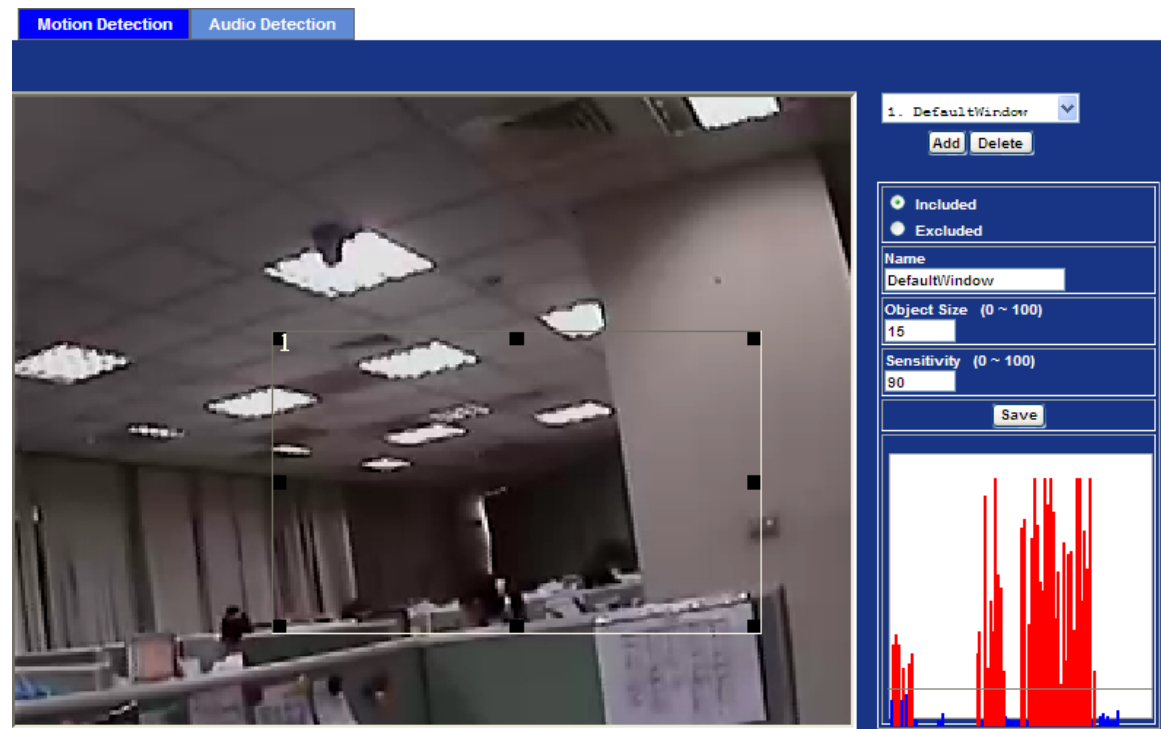 Motion Detection
Audio Detection
1. DefaultWindow
Add
Delete
Included
Excluded
Name
DefaultWindow
Object Size (0 ~ 100)
15
Sensitivity (0 ~ 100)
90
Save
1